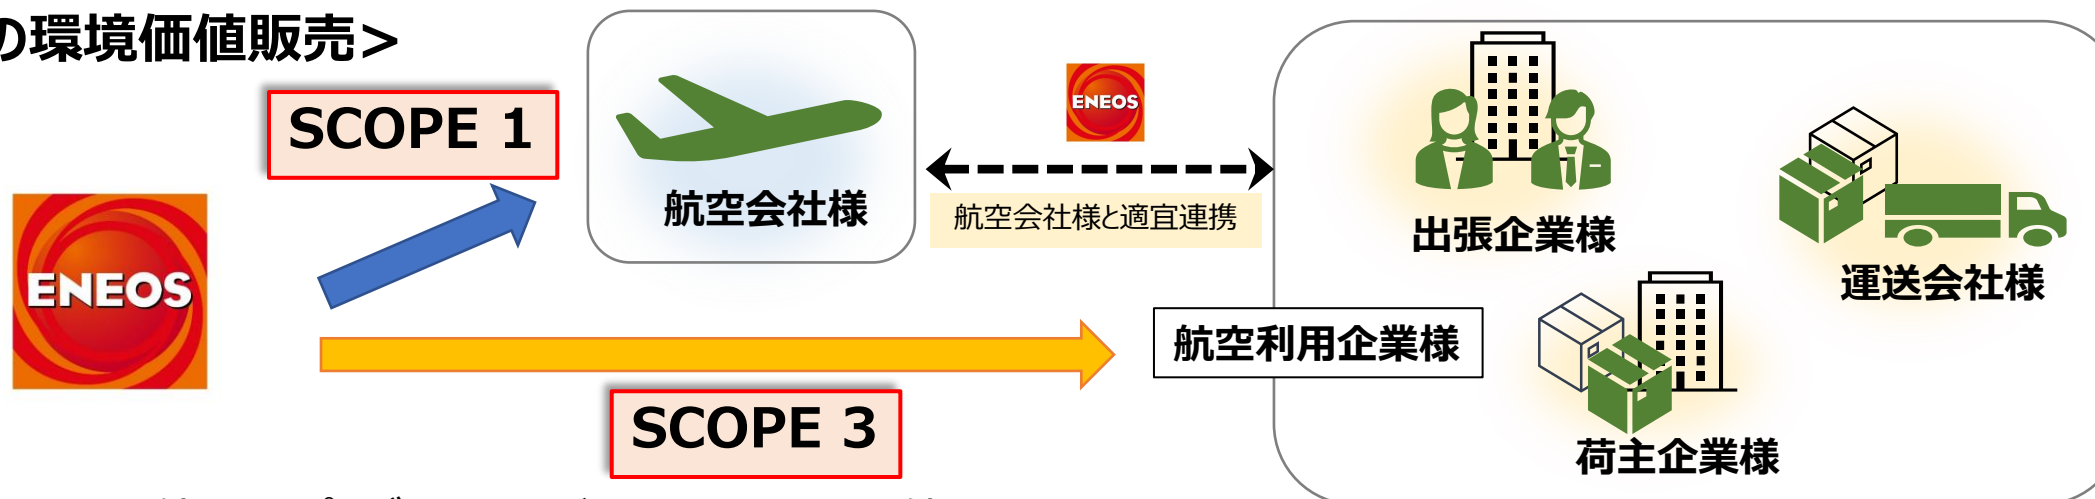 の環境価値販売>
SCOPE 1
ENEOS
航空会社様
ENEOS
航空会社様と適宜連携
出張企業様
運送会社様
航空利用企業様
SCOPE 3
荷主企業様